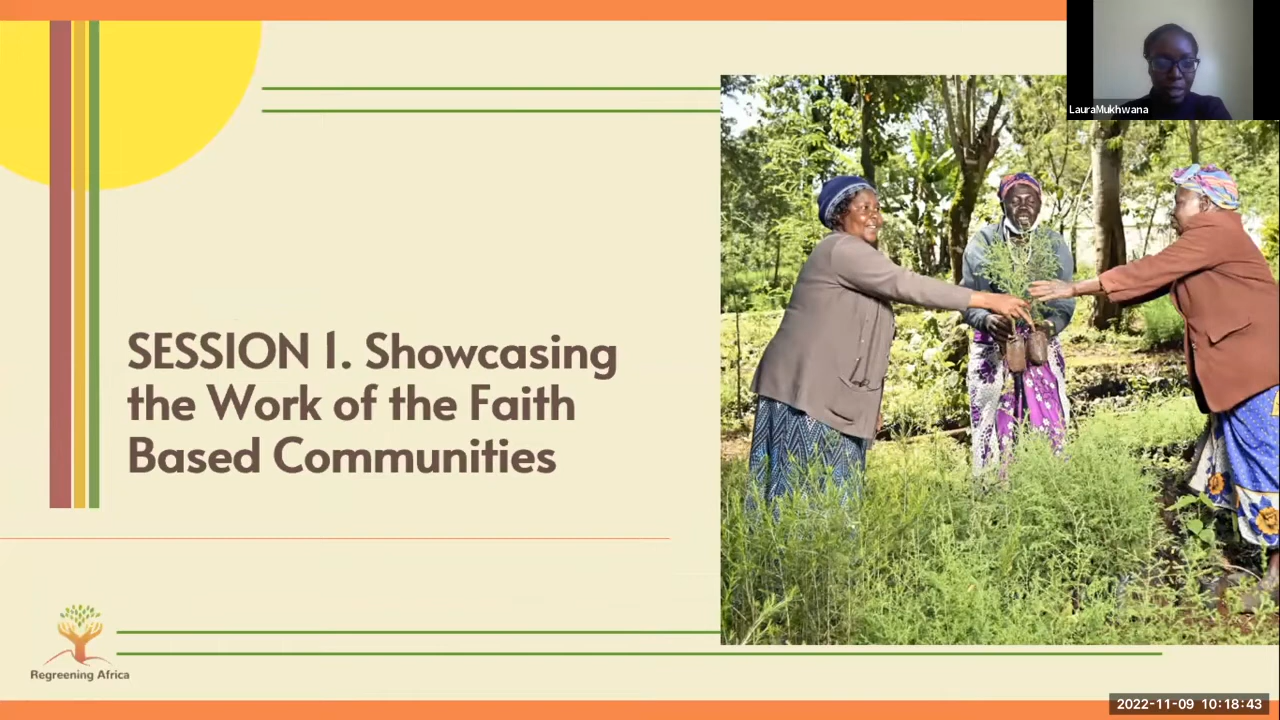 LauraMukhwana
SESSION 1. Showcasing
the Work of the Faith
Based Communities
Regreening Africa
2022-11-09 10:18:43